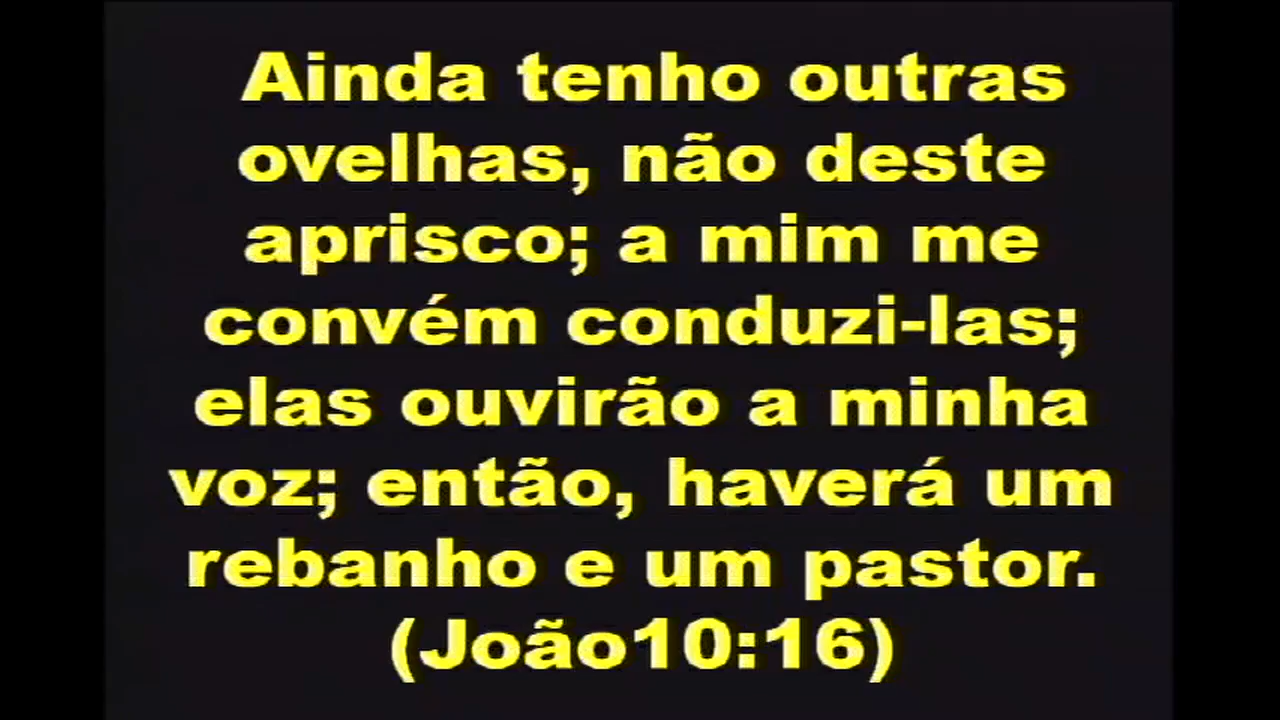 Ainda tenho outras
ovelhas, não deste
aprisco; a mim me
convém conduzi-las;
elas ouvirão a minha
voz; então, haverá um
rebanho e um pastor.
(João10:16)